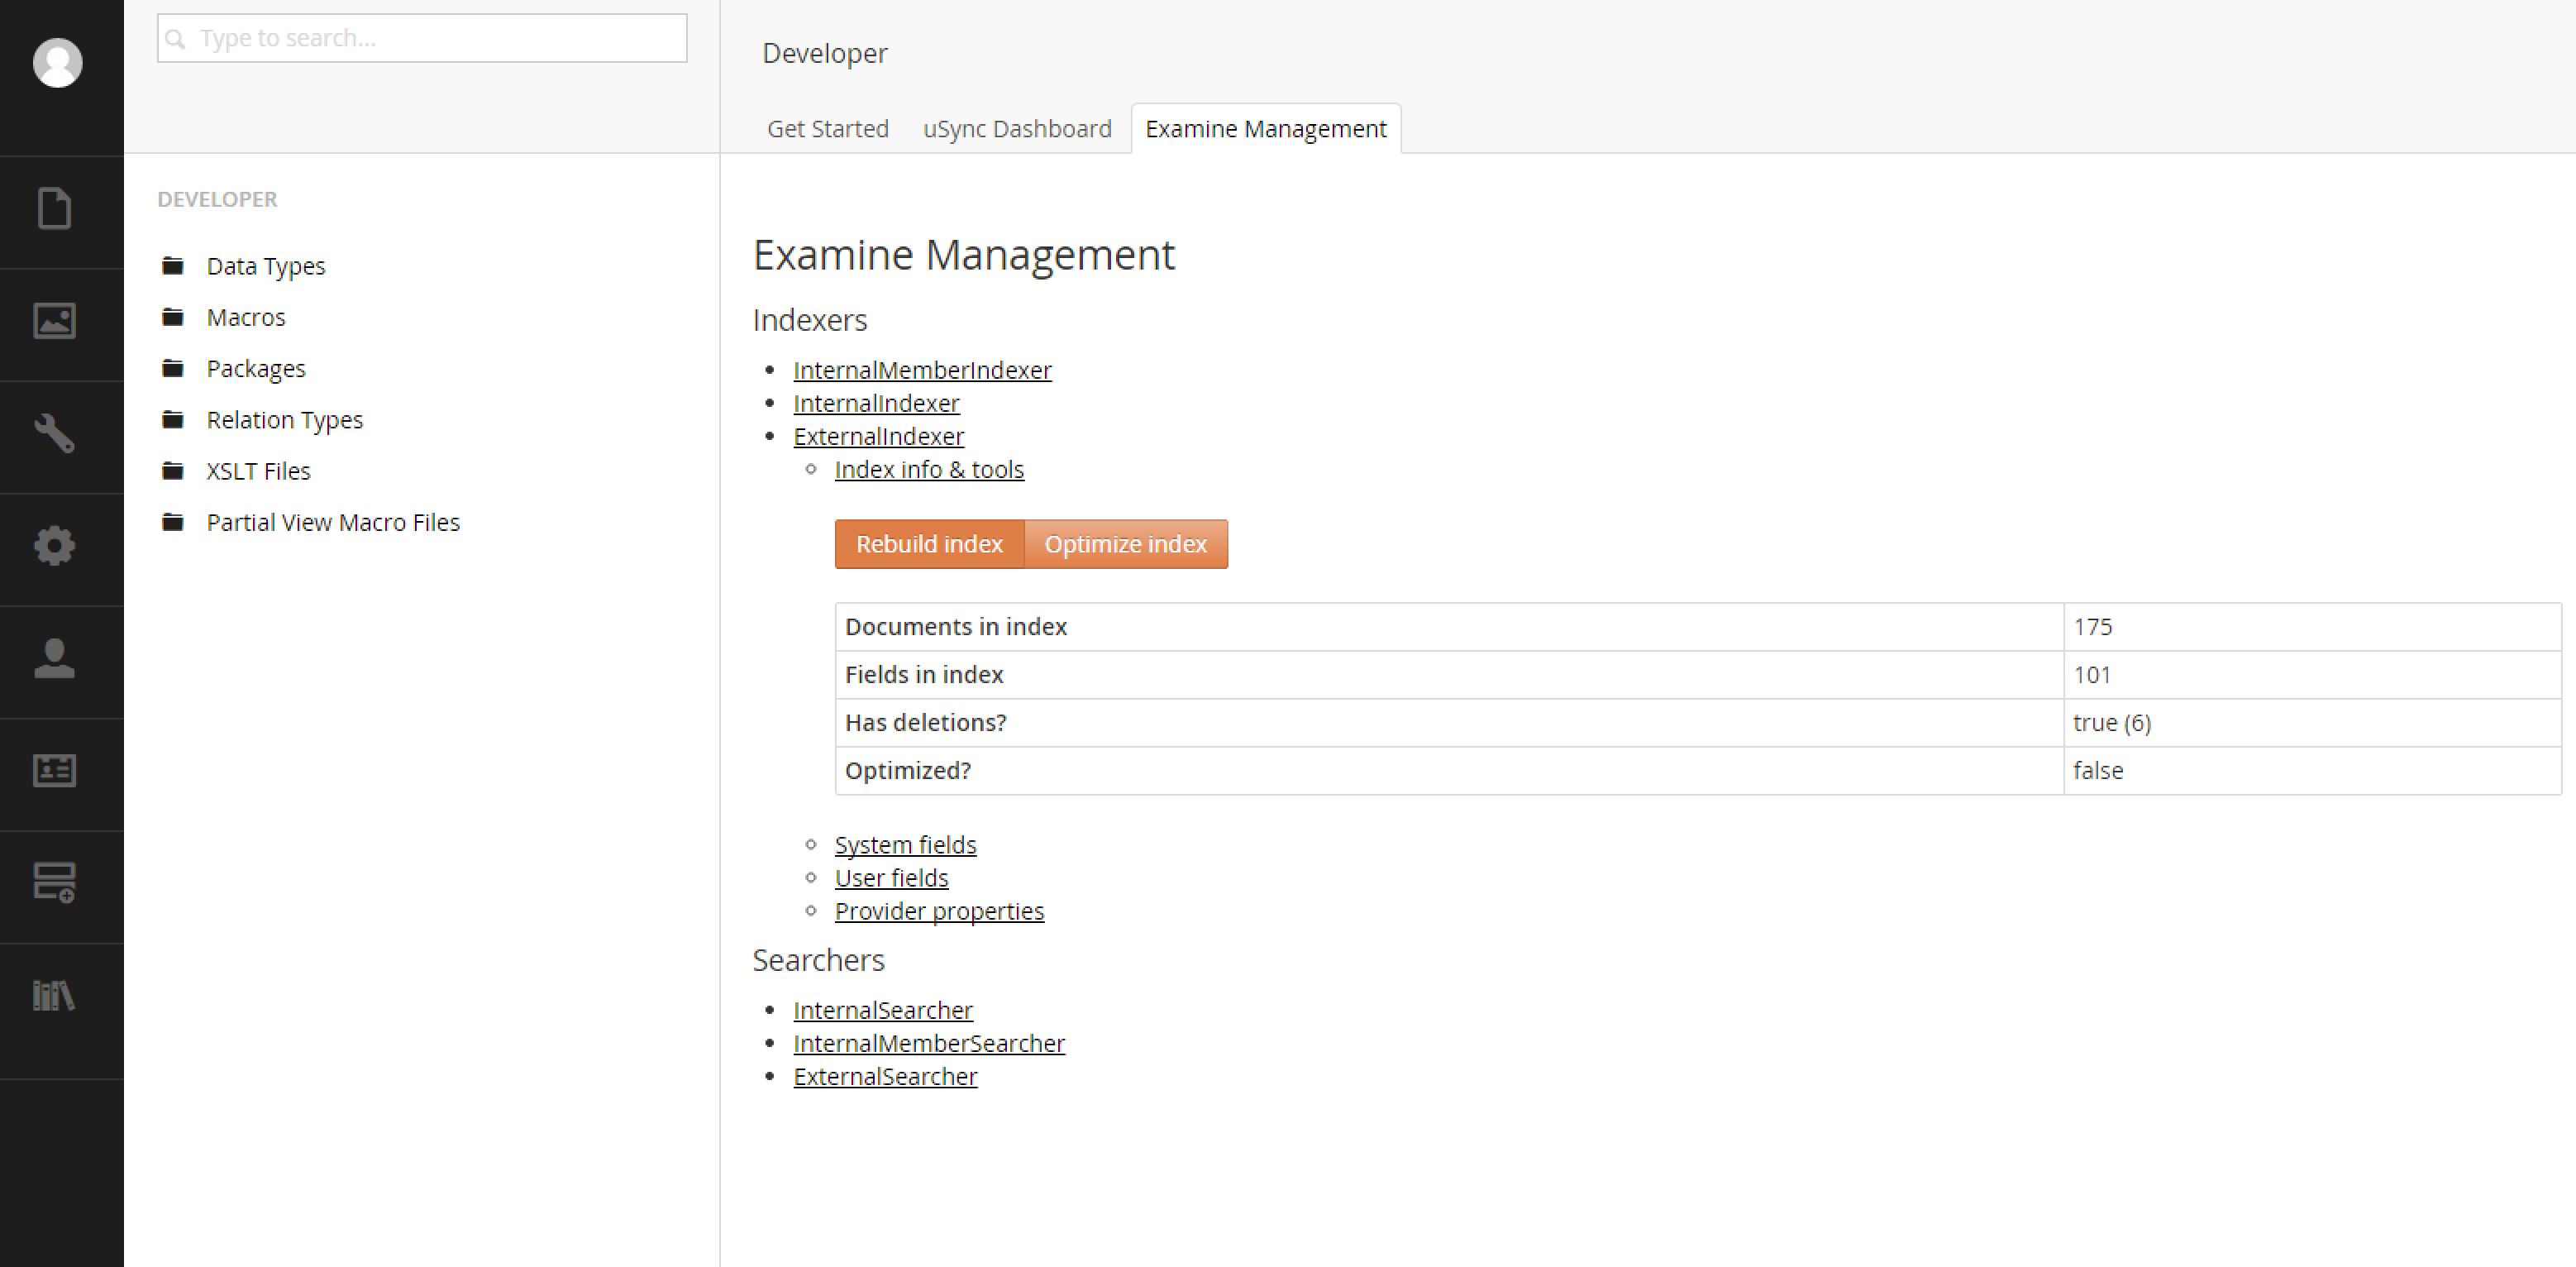 Type to search...
DEVELOPER
Data Types
Macros
Packages
Relation Types
XSLT Files
Partial View Macro Files
Developer
Get Started uSync Dashboard Examine Management
Examine Management
Indexers
InternalMemberIndexer
InternalIndexer
ExternalIndexer
Index info & tools
Rebuild index Optimize index
Documents in index 175
Fields in index 101
Has deletions? true (6)
Optimized? false
System fields
User fields
Provider properties
Searchers
InternalSearcher
InternalMemberSearcher
ExternalSearcher